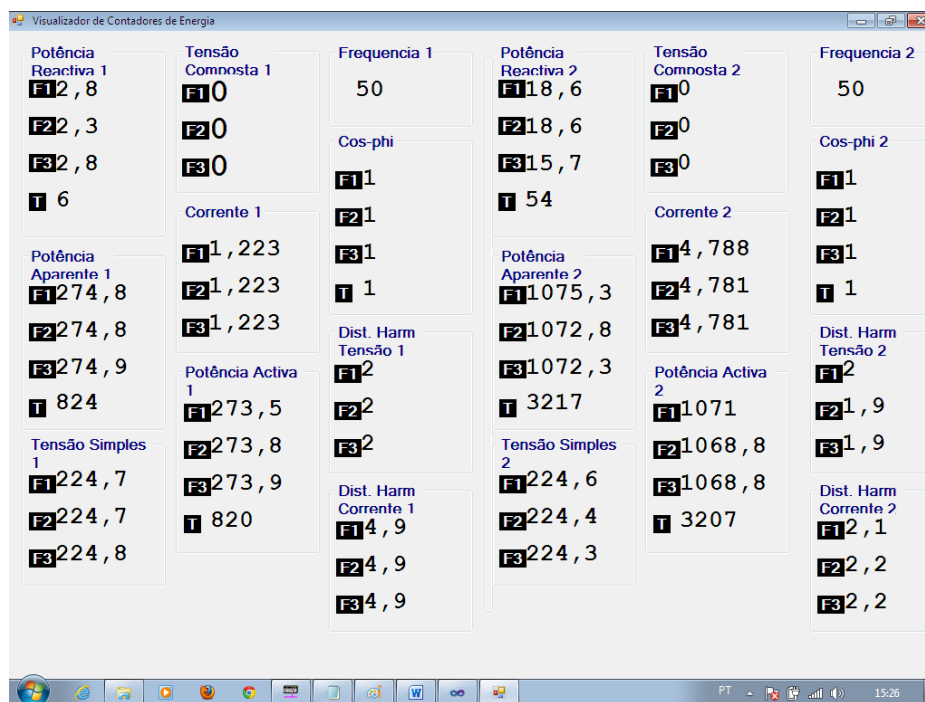 Visualizador de Contadores de Energia
Potência
Reactiva 1
F1 2,8
F2 2,3
F3 2,8
T 6
Potência
Aparente 1
F1 274,8
F2 274,8
F3 274,9
T 824
Tensão Simples
1
F1 224,7
F2 224,7
F3 224,8
Tensão
Composta 1
F1 0
F2 0
F3 0
Corrente 1
F1 1,223
F2 1,223
F3 1,223
Potência Activa
1
F1 273,5
F2 273,8
F3 273,9
T 820
Frequencia 1
50
Cos-phi
F1 1
F2 1
F3 1
T 1
Dist. Harm
Tensão 1
F1 2
F2 2
F3 2
Dist. Harm
Corrente 1
F1 4,9
F2 4,9
F3 4,9
Potência
Reactiva 2
F1 18,6
F2 18,6
F3 15,7
T 54
Potência
Aparente 2
F1 1075,3
F2 1072,8
F3 1072,3
T 3217
Tensão Simples
2
F1 224,6
F2 224,4
F3 224,3
Tensão
Composta 2
F1 0
F2 0
F3 0
Corrente 2
F1 4,788
F2 4,781
F3 4,781
Potência Activa
2
F1 1071
F2 1068,8
F3 1068,8
T 3207
Frequencia 2
50
Cos-phi 2
F1 1
F2 1
F3 1
T 1
Dist. Harm
Tensão 2
F1 2
F2 1,9
F3 1,9
Dist. Harm
Corrente 2
F1 2,1
F2 2,2
F3 2,2
PT
15:26